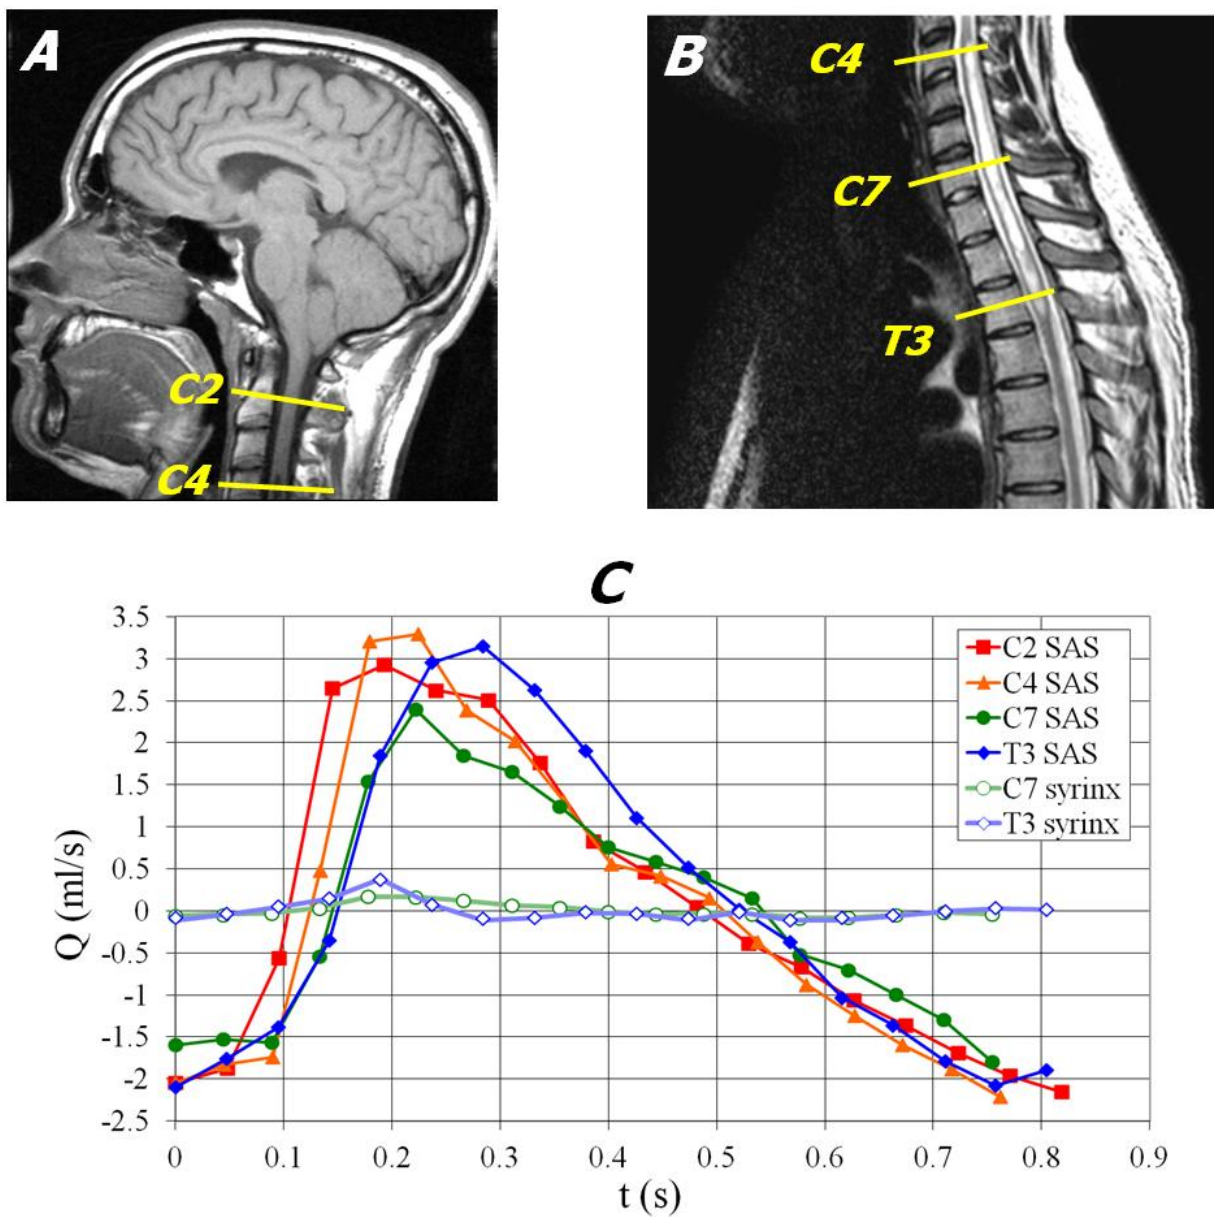 A
C2
C4
B
C4
C7
T3
C
3.5
3
2.5
2
1.5
1
0.5
0
-0.5
-1
-1.5
-2
-2.5
Q (ml/s)
C2 SAS
C4 SAS
C7 SAS
T3 SAS
C7 syrinx
T3 syrinx
0 0.1 0.2 0.3 0.4 0.5 0.6 0.7 0.8 0.9
t (s)